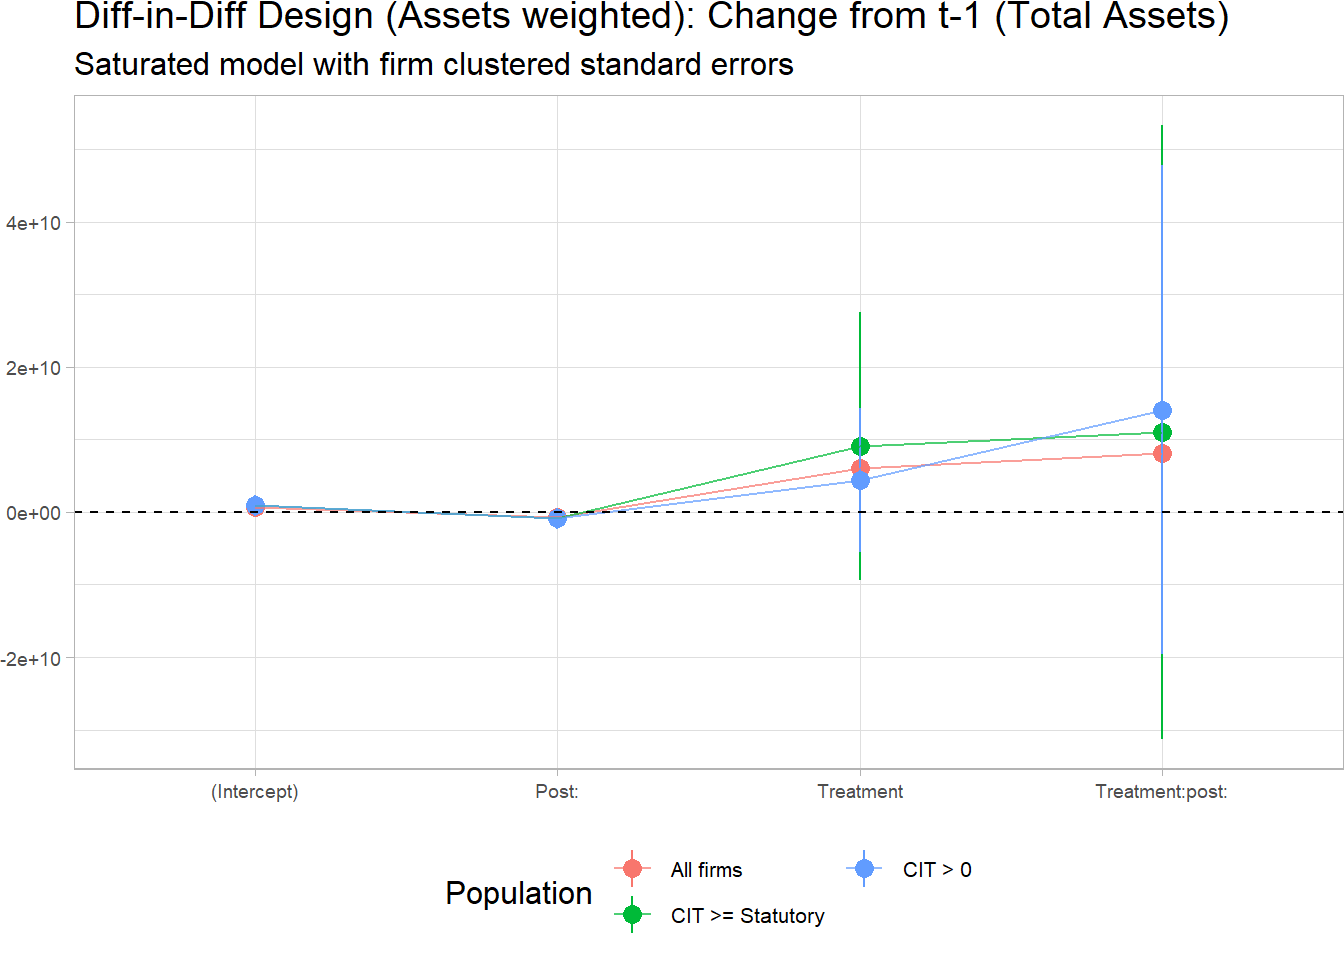 Diff-in-Diff Design (Assets weighted): Change from t-1 (Total Assets)
Saturated model with firm clustered standard errors
4e+10
2e+10
0e+00
-2e+10
(Intercept)
Post:
Treatment
Treatment:post:
Population
All firms
CIT > 0
CIT >= Statutory